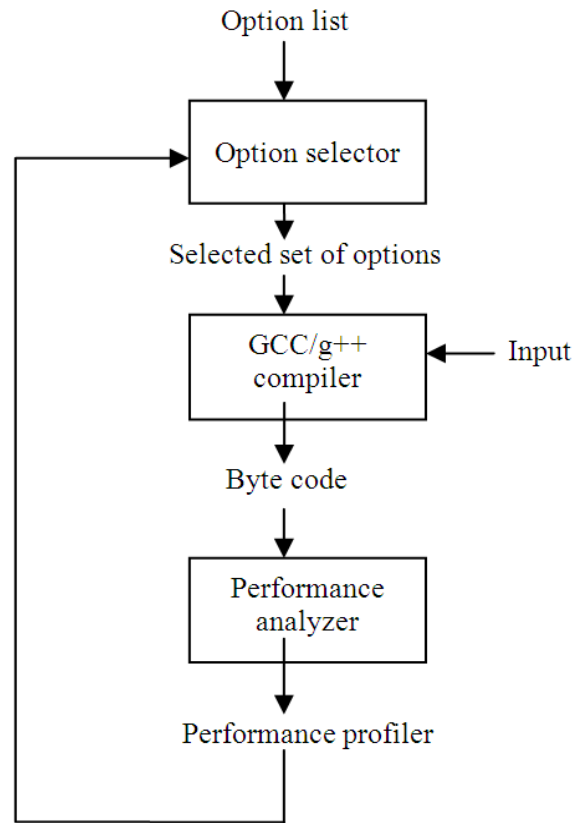 Option list
Option selector
Selected set of options
GCC/g++
compiler
Input
Byte code
Performance
analyzer
Performance profiler